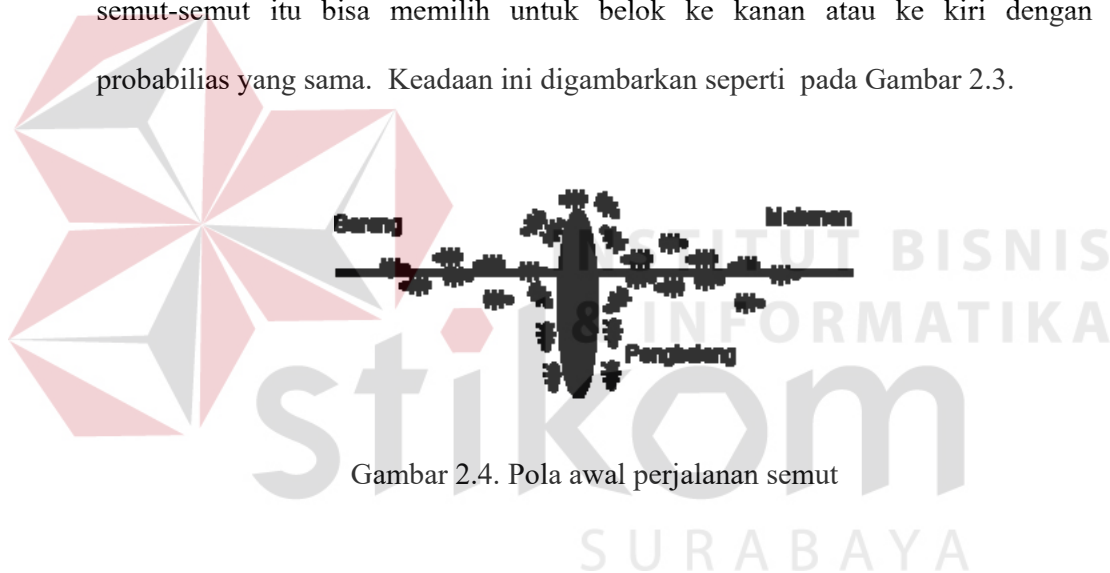 semut-semut itu bisa memilih untuk belok ke kanan atau ke kiri dengan
probabilias yang sama. Keadaan ini digambarkan seperti pada Gambar 2.3.
Sarang
Makanan
INSTITUT BISNIS
& INFORMATIKA
Penghalang
stikom
Gambar 2.4. Pola awal perjalanan semut
SURABAYA